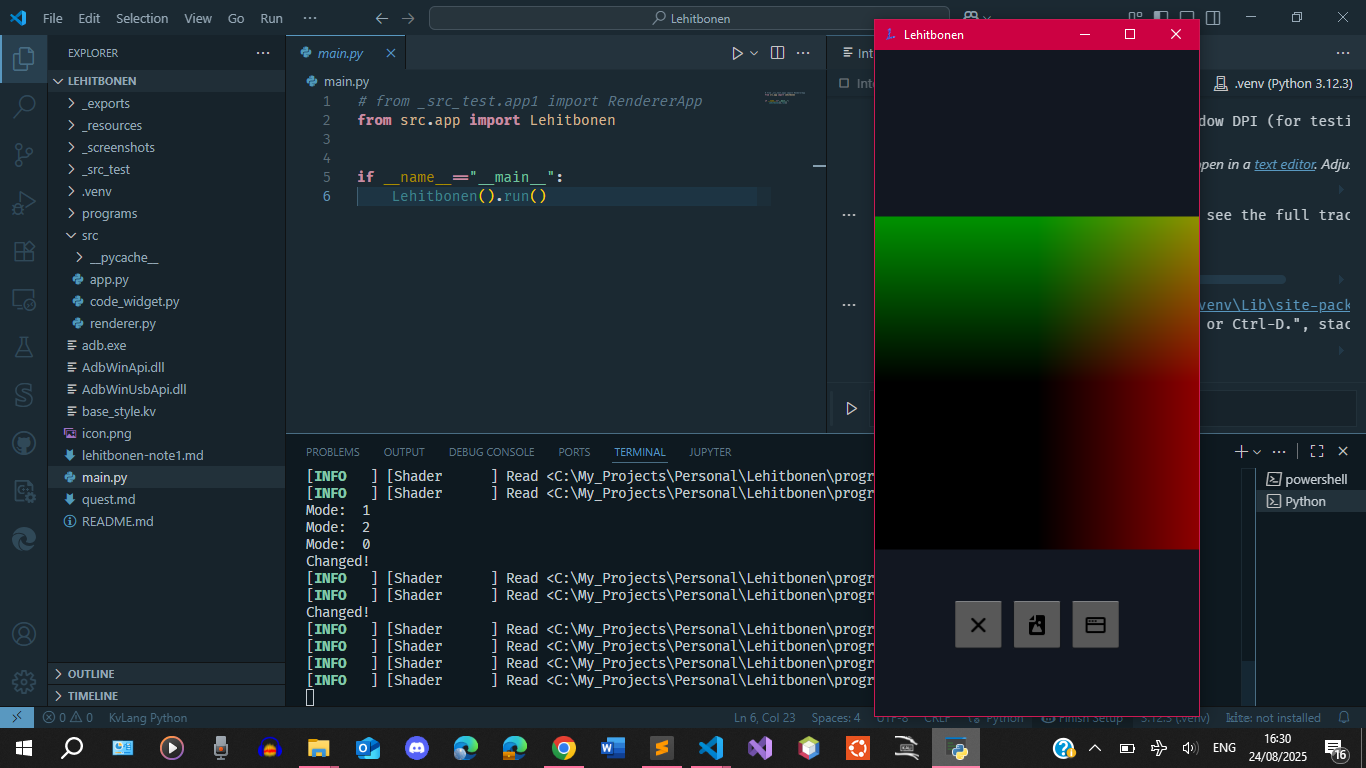 File Edit Selection View Go Run ··· Lehitbonen
EXPLORER
LEHITBONEN
_exports
_resources
_screenshots
_src_test
.venv
programs
src
__pycache__
app.py
code_widget.py
renderer.py
adb.exe
AdbWinApi.dll
AdbWinUsbApi.dll
base_style.kv
icon.png
lehitbonen-note1.md
main.py
quest.md
README.md
OUTLINE
TIMELINE
main.py
main.py
1 # from _src_test.app1 import RendererApp
2 from src.app import Lehitbonen
3
4
5 if __name__=="__main__":
6 Lehitbonen().run()
Int
Inte
.venv (Python 3.12.3)
dow DPI (for testi
open in a text editor. Adjus
see the full trac
venv\Lib\site-pack
or Ctrl-D.", stac
Lehitbonen
PROBLEMS OUTPUT DEBUG CONSOLE PORTS TERMINAL JUPYTER
[INFO ] [Shader ] Read <C:\My_Projects\Personal\Lehitbonen\progr
[INFO ] [Shader ] Read <C:\My_Projects\Personal\Lehitbonen\progr
Mode: 1
Mode: 2
Mode: 0
Changed!
[INFO ] [Shader ] Read <C:\My_Projects\Personal\Lehitbonen\progr
[INFO ] [Shader ] Read <C:\My_Projects\Personal\Lehitbonen\progr
Changed!
[INFO ] [Shader ] Read <C:\My_Projects\Personal\Lehitbonen\progr
[INFO ] [Shader ] Read <C:\My_Projects\Personal\Lehitbonen\progr
[INFO ] [Shader ] Read <C:\My_Projects\Personal\Lehitbonen\progr
[INFO ] [Shader ] Read <C:\My_Projects\Personal\Lehitbonen\progr
powershell
Python
0 0 KvLang Python Ln 6, Col 23 Spaces: 4 UTF-8 CRLF Python Finish Setup 3.12.3 (.venv) kite: not installed
ENG
16:30
24/08/2025
16